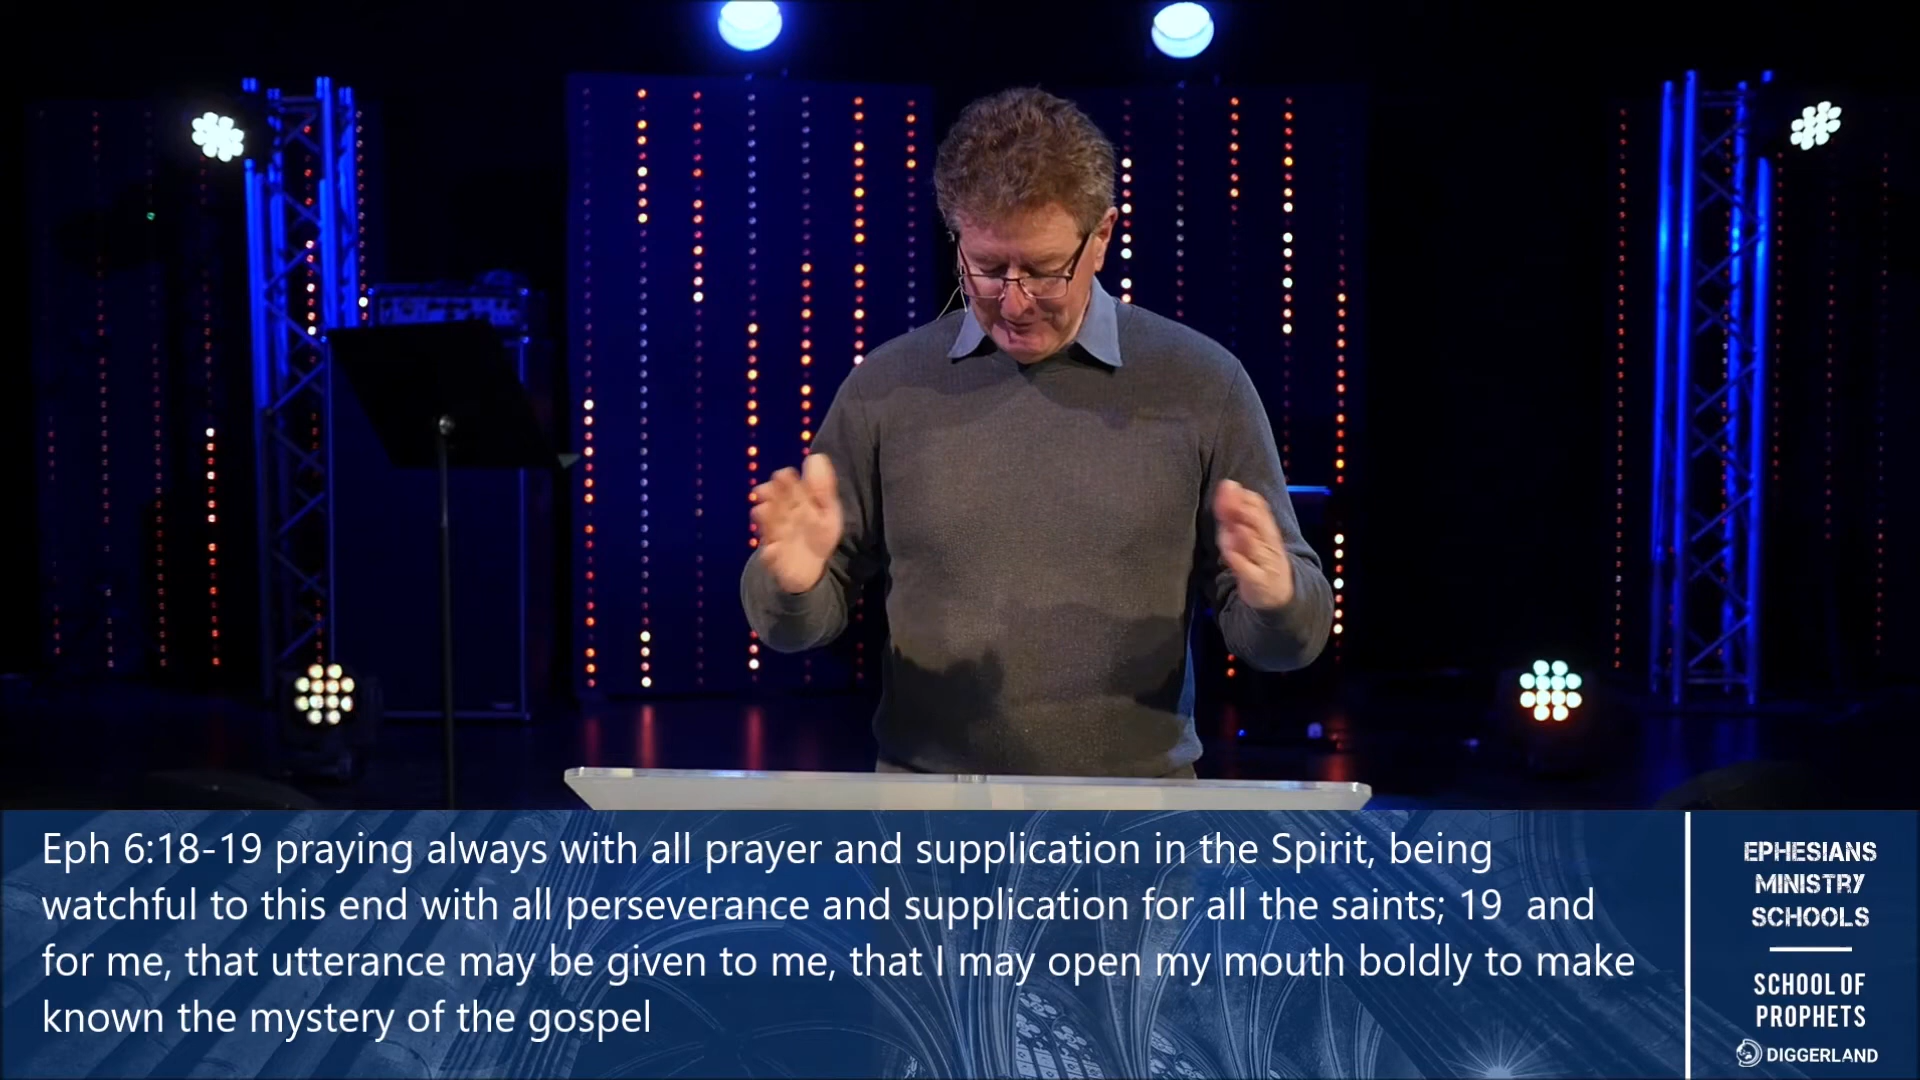 Eph 6:18-19 praying always with all prayer and supplication in the Spirit, being
watchful to this end with all perseverance and supplication for all the saints; 19  and
for me, that utterance may be given to me, that I may open my mouth boldly to make
known the mystery of the gospel
EPHESIANS
MINISTRY
SCHOOLS
SCHOOL OF
PROPHETS
DIGGERLAND